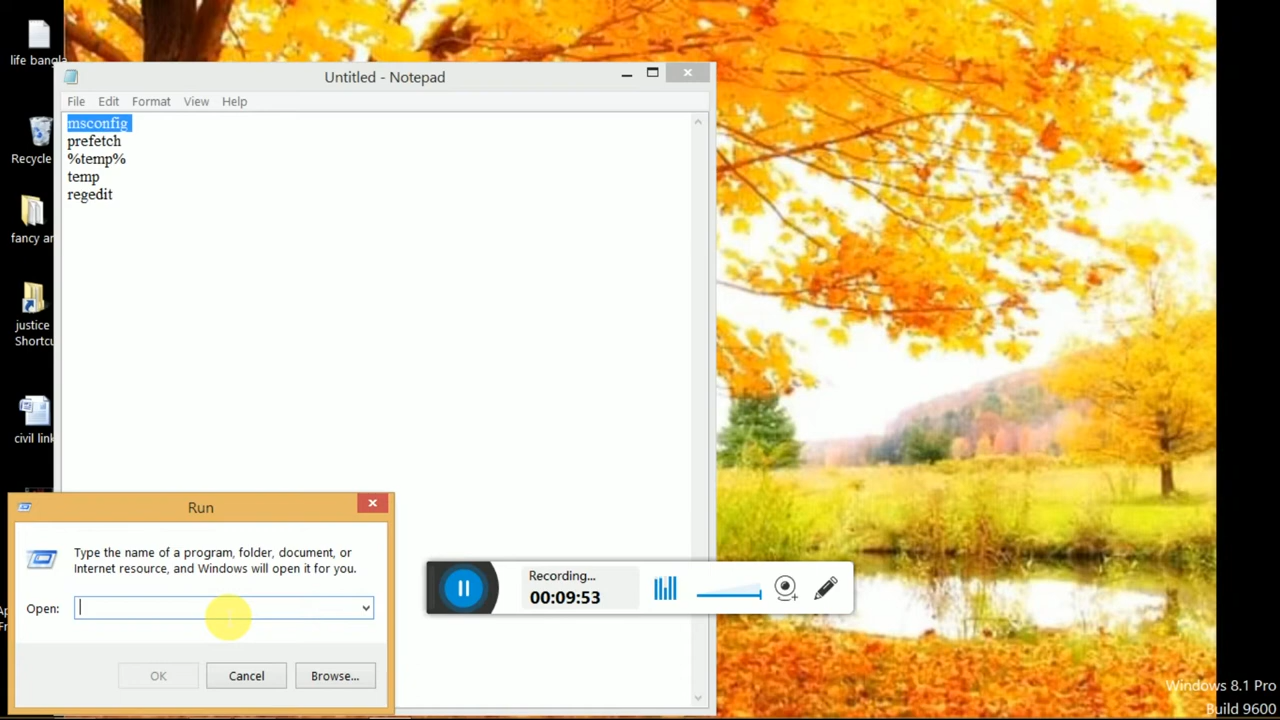 life bangla
Recycle
fancy ar
justice
Shortcu
civil link
Untitled - Notepad
File Edit Format View Help
msconfig
prefetch
%temp%
temp
regedit
Run
Type the name of a program, folder, document, or
Internet resource, and Windows will open it for you.
Open:
OK Cancel Browse...
Recording...
00:09:53
Windows 8.1 Pro
Build 9600